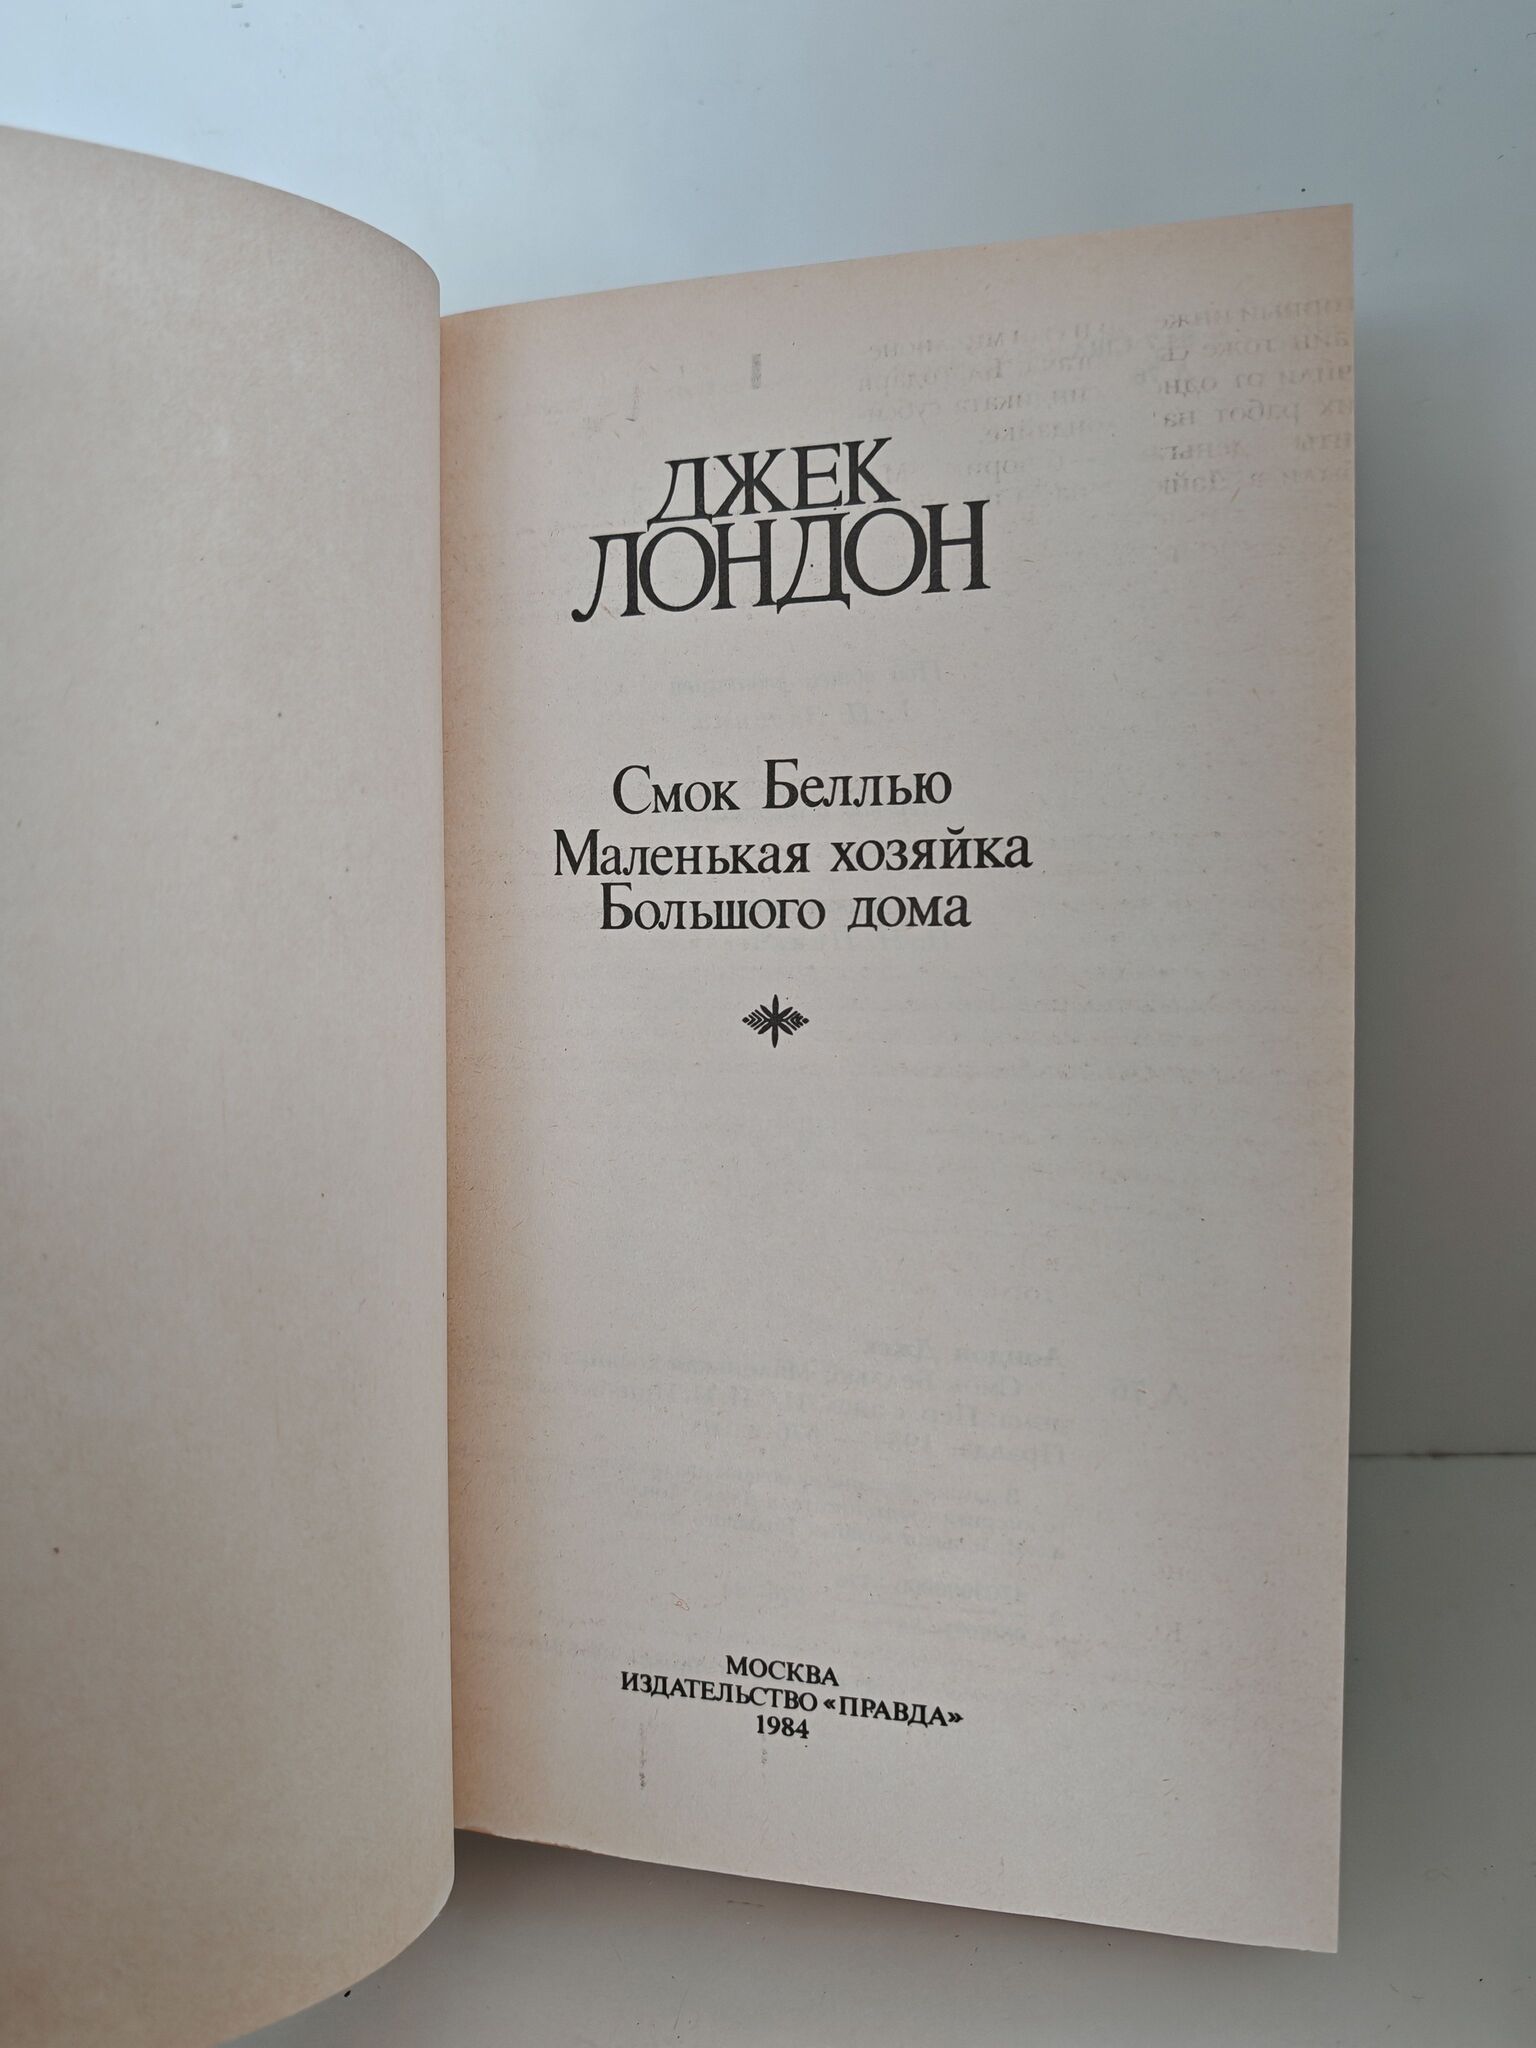 ДЖЕК
ЛОНДОН
Смок Беллью
Маленькая хозяйка
Большого дома
МОСКВА
ИЗДАТЕЛЬСТВО «ПРАВДА»
1984